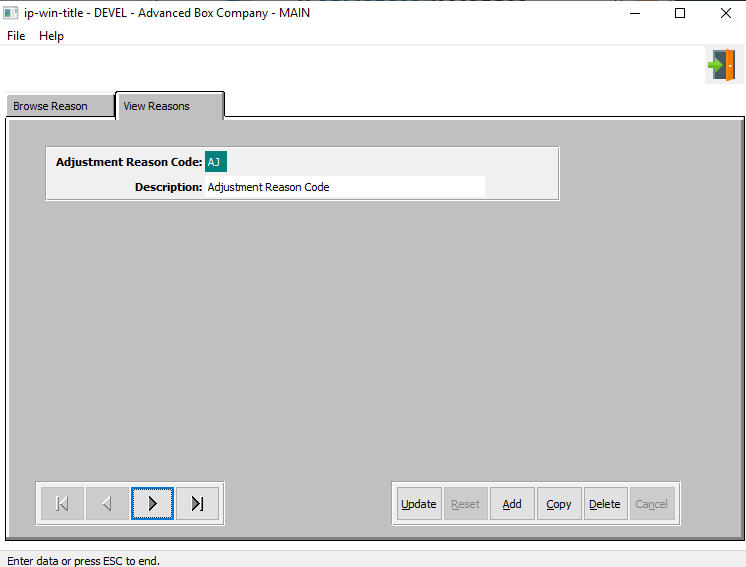 ip-win-title - DEVEL - Advanced Box Company - MAIN
File Help
Browse Reason View Reasons
Adjustment Reason Code: AJ
Description: Adjustment Reason Code
Update Reset Add Copy Delete Cancel
Enter data or press ESC to end.